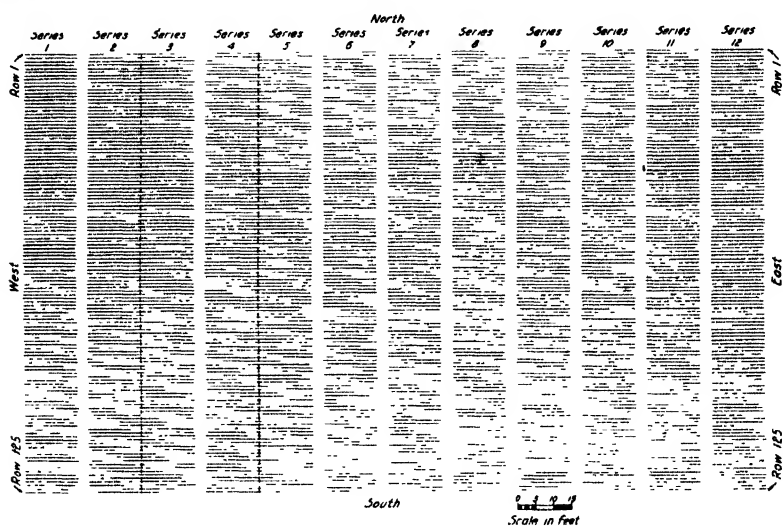 North
Series 1 Series 2 Series 3 Series 4 Series 5 Series 6 Series 7 Series 8 Series 9 Series 10 Series 11 Series 12
Row 1
Row 1
West
East
Row 125
Row 125
South
0 5 10 15
Scale in feet